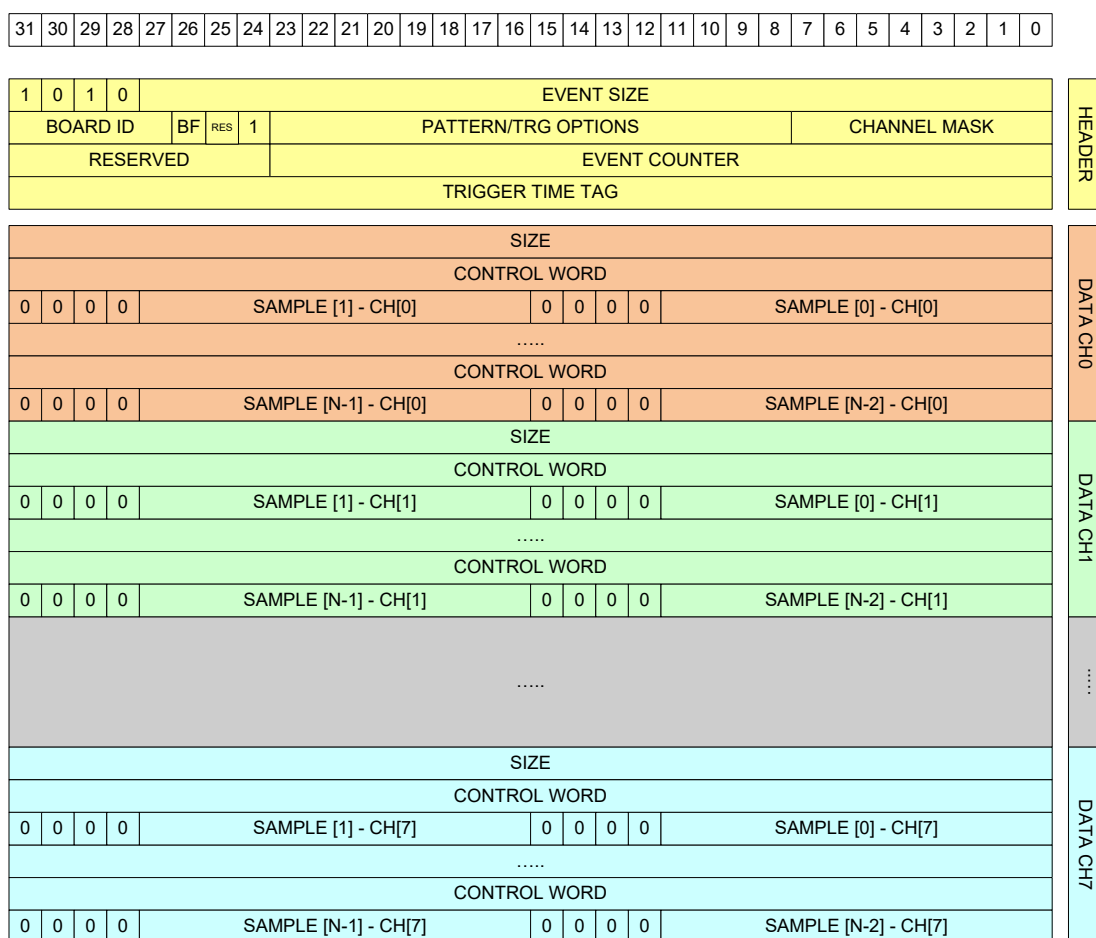 31 30 29 28 27 26 25 24 23 22 21 20 19 18 17 16 15 14 13 12 11 10 9 8 7 6 5 4 3 2 1 0
1 0 1 0 EVENT SIZE
BOARD ID BF RES 1 PATTERN/TRG OPTIONS CHANNEL MASK
RESERVED EVENT COUNTER
TRIGGER TIME TAG
HEADER
SIZE
CONTROL WORD
0 0 0 0 SAMPLE [1] - CH[0] 0 0 0 0 SAMPLE [0] - CH[0]
.....
CONTROL WORD
0 0 0 0 SAMPLE [N-1] - CH[0] 0 0 0 0 SAMPLE [N-2] - CH[0]
DATA CH0
SIZE
CONTROL WORD
0 0 0 0 SAMPLE [1] - CH[1] 0 0 0 0 SAMPLE [0] - CH[1]
.....
CONTROL WORD
0 0 0 0 SAMPLE [N-1] - CH[1] 0 0 0 0 SAMPLE [N-2] - CH[1]
DATA CH1
.....
.....
SIZE
CONTROL WORD
0 0 0 0 SAMPLE [1] - CH[7] 0 0 0 0 SAMPLE [0] - CH[7]
.....
CONTROL WORD
0 0 0 0 SAMPLE [N-1] - CH[7] 0 0 0 0 SAMPLE [N-2] - CH[7]
DATA CH7